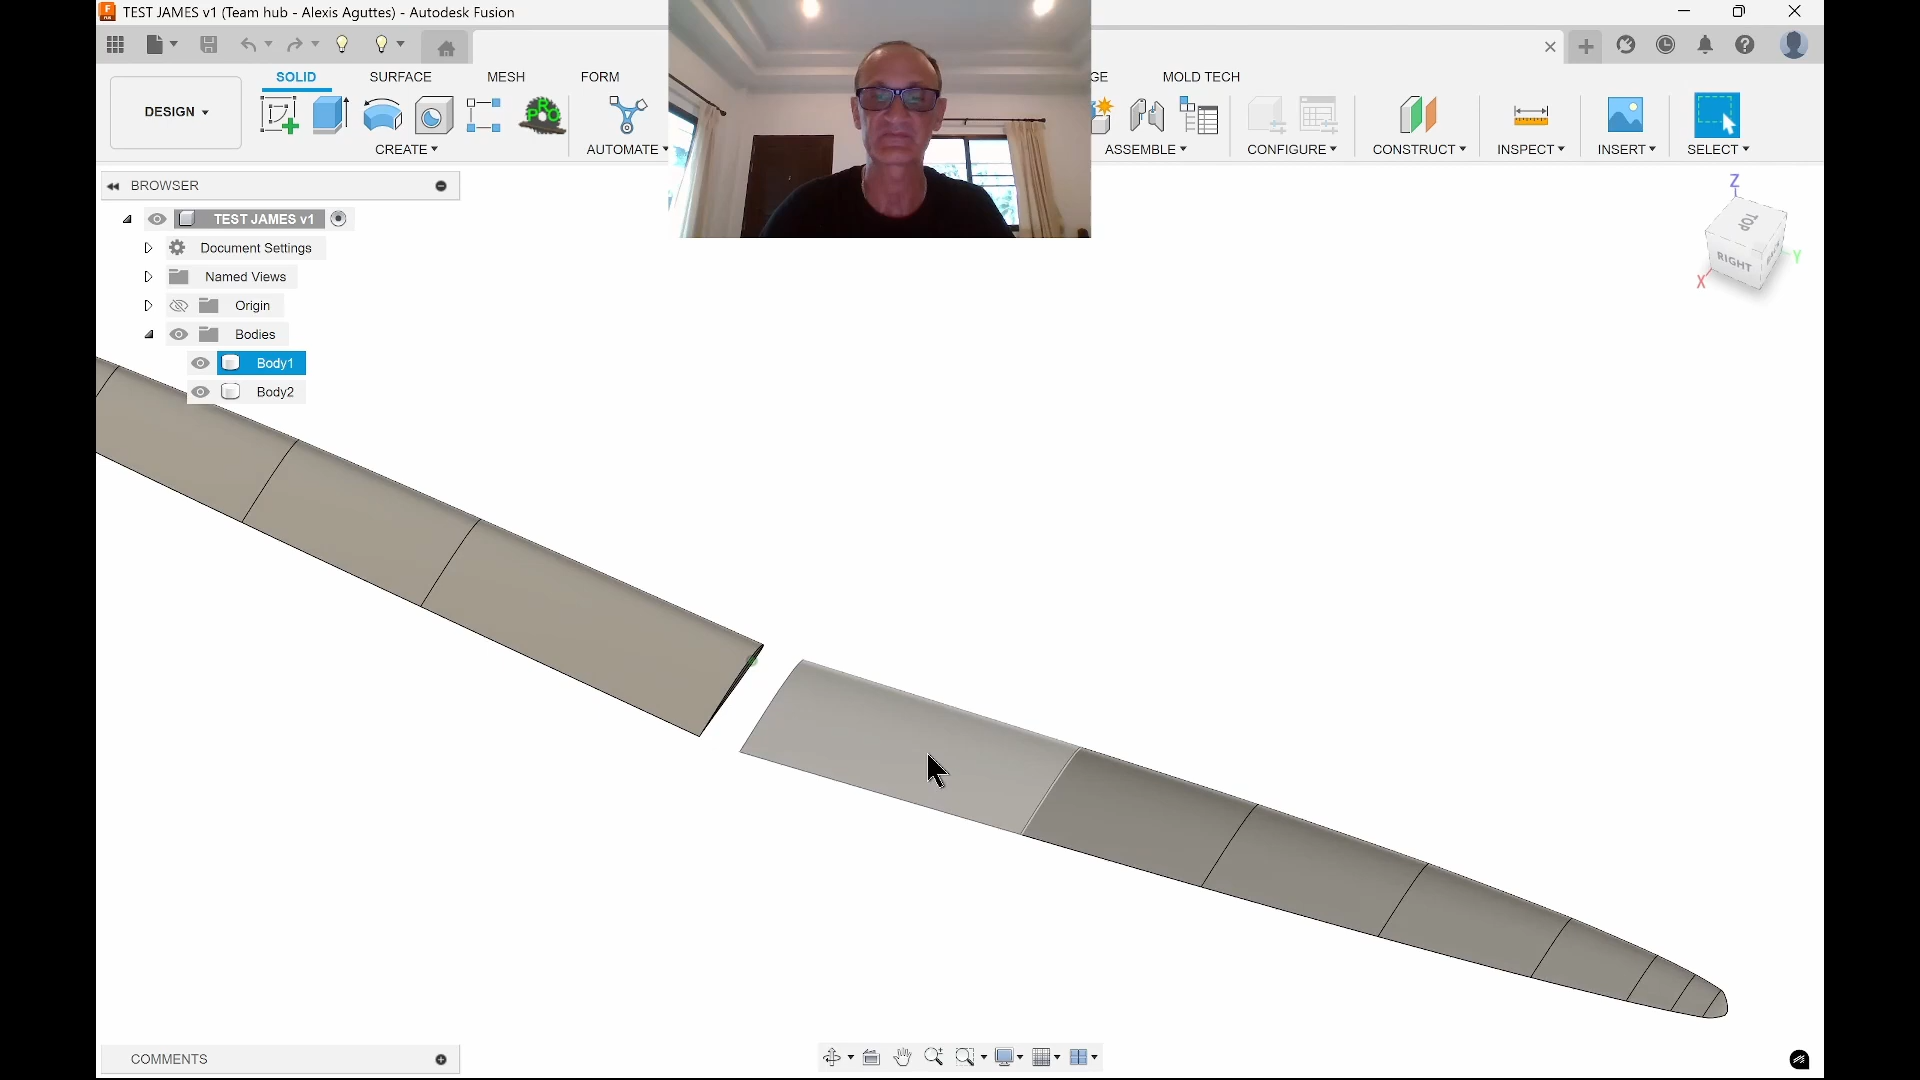 TEST JAMES v1 (Team hub - Alexis Aguttes) - Autodesk Fusion
SOLID
SURFACE
MESH
FORM
GE
MOLD TECH
DESIGN
CREATE
AUTOMATE
ASSEMBLE
CONFIGURE
CONSTRUCT
INSPECT
INSERT
SELECT
BROWSER
TEST JAMES v1
Document Settings
Named Views
Origin
Bodies
Body1
Body2
Z
TOP
RIGHT
Y
X
COMMENTS